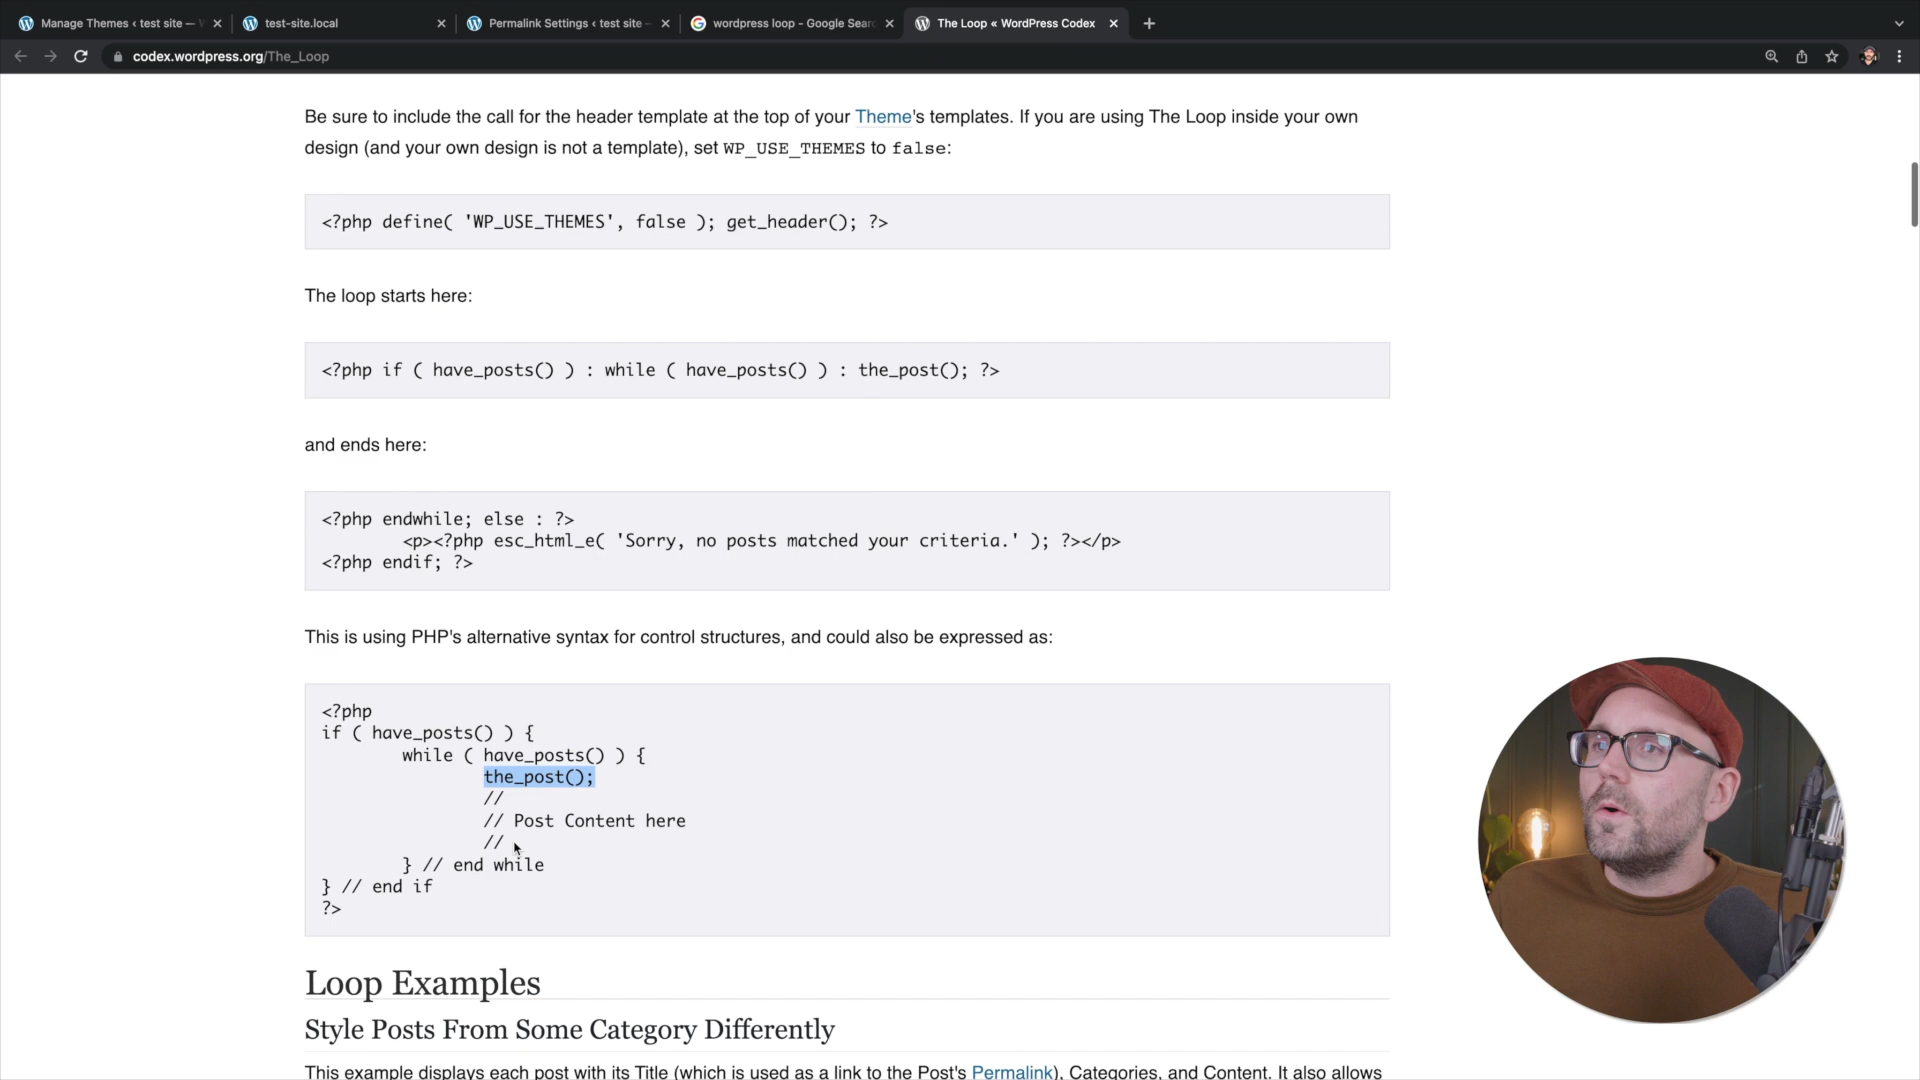 Manage Themes ‹ test site —
test-site.local
Permalink Settings ‹ test site
wordpress loop - Google Sear
The Loop « WordPress Codex
codex.wordpress.org/The_Loop
Be sure to include the call for the header template at the top of your Theme's templates. If you are using The Loop inside your own
design (and your own design is not a template), set WP_USE_THEMES to false:
<?php define( 'WP_USE_THEMES', false ); get_header(); ?>
The loop starts here:
<?php if ( have_posts() ) : while ( have_posts() ) : the_post(); ?>
and ends here:
<?php endwhile; else : ?>
<p><?php esc_html_e( 'Sorry, no posts matched your criteria.' ); ?></p>
<?php endif; ?>
This is using PHP's alternative syntax for control structures, and could also be expressed as:
<?php
if ( have_posts() ) {
while ( have_posts() ) {
the_post();
//
// Post Content here
//
} // end while
} // end if
?>
Loop Examples
Style Posts From Some Category Differently
This example displays each post with its Title (which is used as a link to the Post's Permalink), Categories, and Content. It also allows